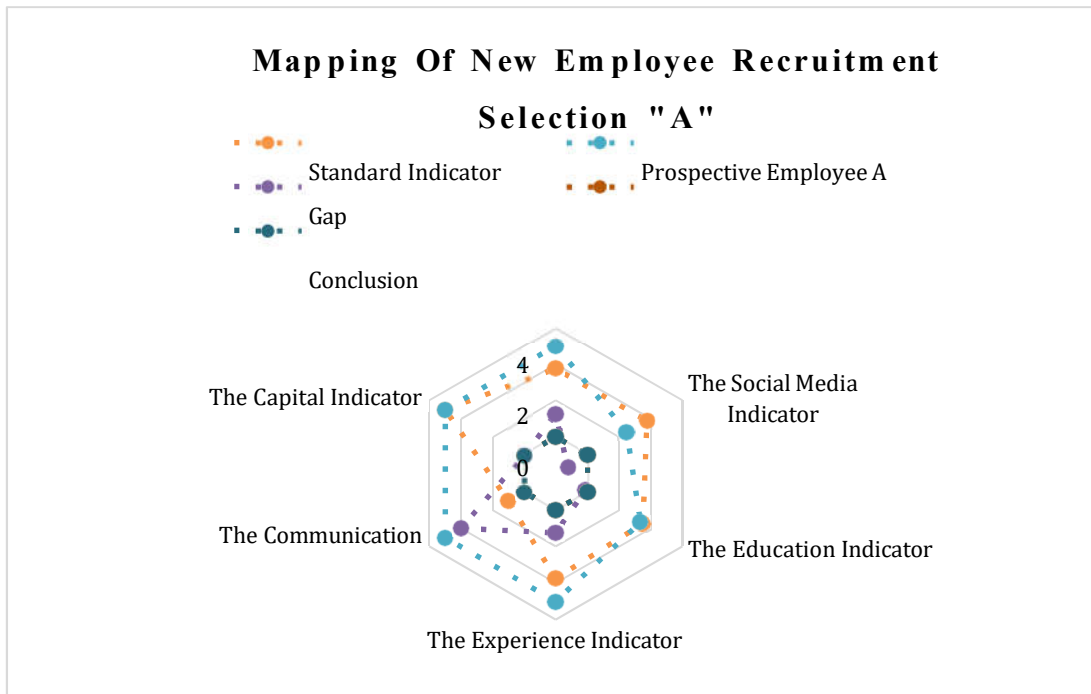 Mapping Of New Employee Recruitment
Selection "A"
Standard Indicator
Prospective Employee A
Gap
Conclusion
4
The Social Media
Indicator
The Capital Indicator
2
0
The Communication
The Education Indicator
The Experience Indicator